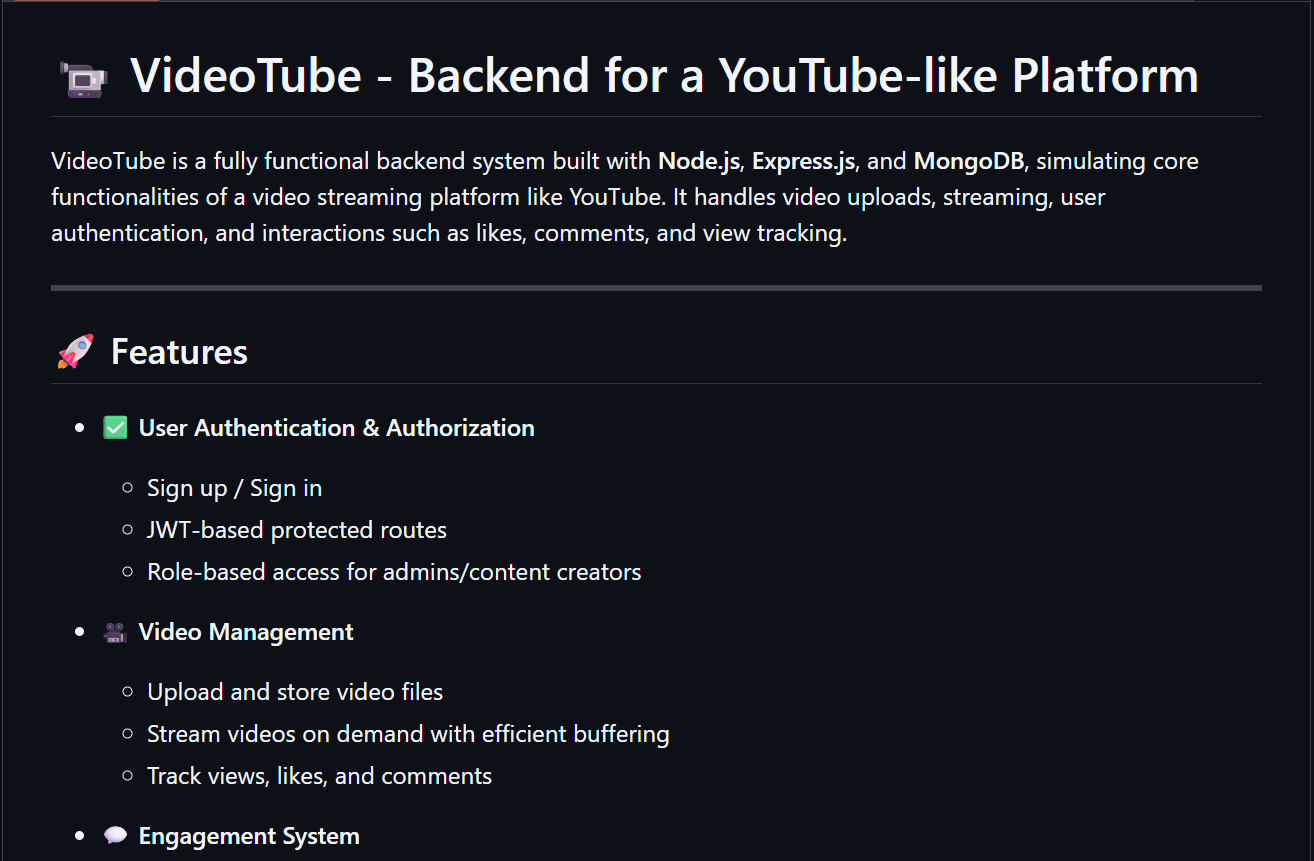 VideoTube - Backend for a YouTube-like Platform
VideoTube is a fully functional backend system built with Node.js, Express.js, and MongoDB, simulating core
functionalities of a video streaming platform like YouTube. It handles video uploads, streaming, user
authentication, and interactions such as likes, comments, and view tracking.
Features
User Authentication & Authorization
Sign up / Sign in
JWT-based protected routes
Role-based access for admins/content creators
Video Management
Upload and store video files
Stream videos on demand with efficient buffering
Track views, likes, and comments
Engagement System